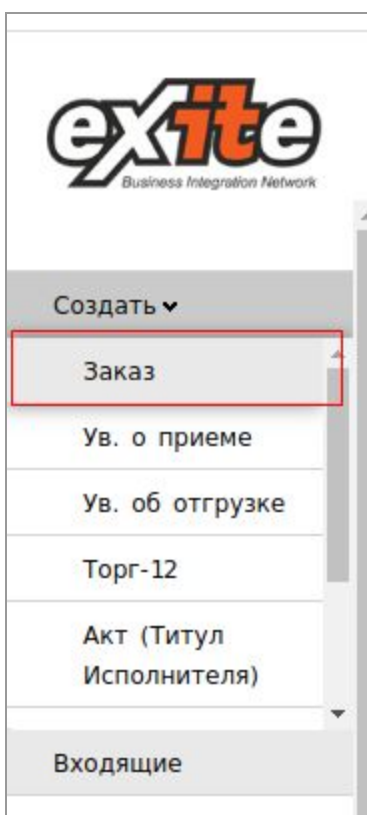 exite
Business Integration Network
Создать
Заказ
Ув. о приеме
Ув. об отгрузке
Торг-12
Акт (Титул
Исполнителя)
Входящие